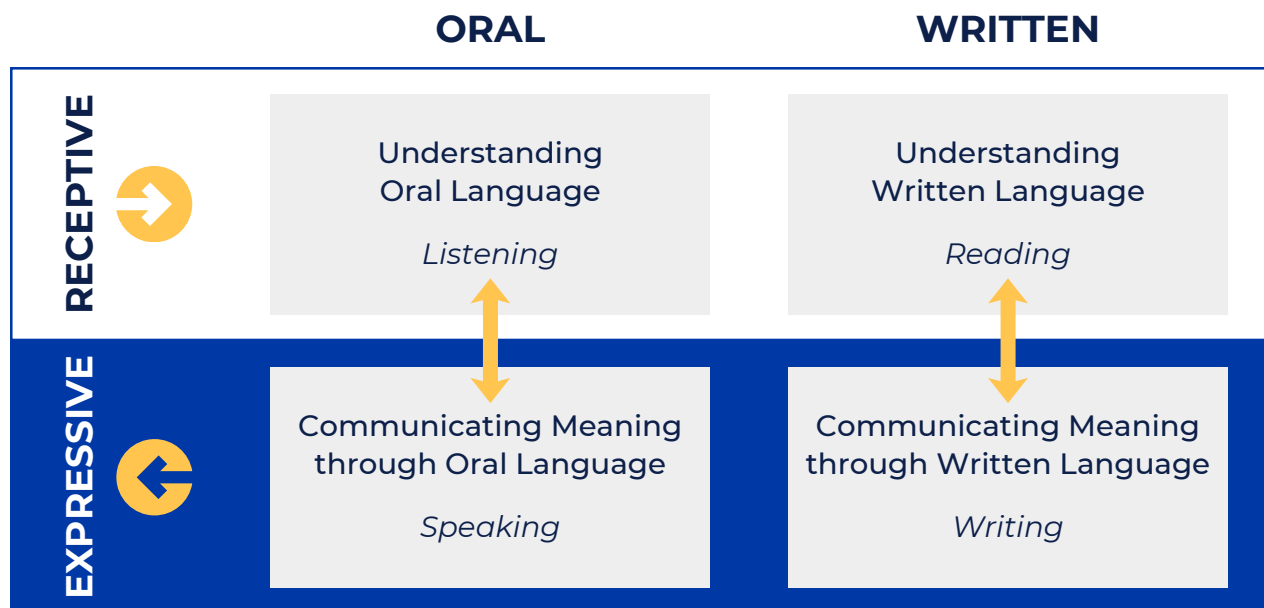 ORAL
WRITTEN
RECEPTIVE
Understanding
Oral Language
Listening
Understanding
Written Language
Reading
EXPRESSIVE
Communicating Meaning
through Oral Language
Speaking
Communicating Meaning
through Written Language
Writing